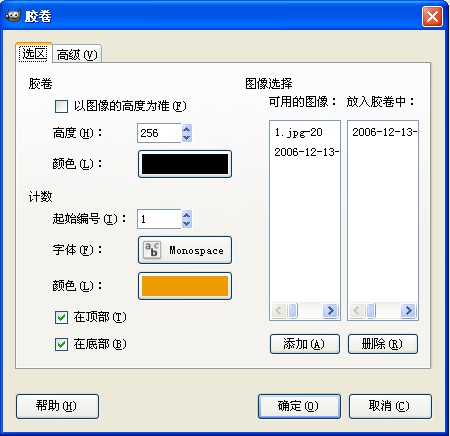 胶卷
选区 高级(V)
胶卷
以图像的高度为准(F)
高度(H)： 256
颜色(L)：
计数
起始编号(I)： 1
字体(F)： Monospace
颜色(L)：
在顶部(T)
在底部(B)
图像选择
可用的图像： 放入胶卷中：
1.jpg-20 2006-12-13-
2006-12-13-
添加(A) 删除(R)
帮助(H) 确定(O) 取消(C)